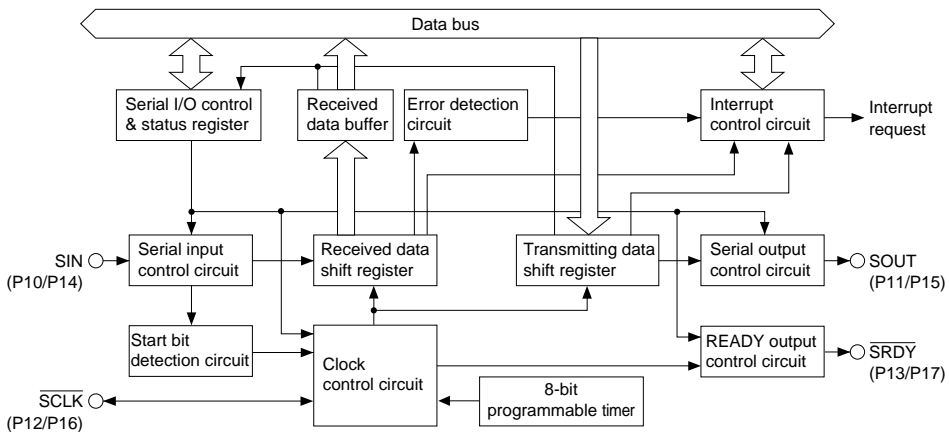 Data bus
Serial I/O control
& status register
Received
data buffer
Error detection
circuit
Interrupt
control circuit
Interrupt
request
SIN
(P10/P14)
Serial input
control circuit
Received data
shift register
Transmitting data
shift register
Serial output
control circuit
SOUT
(P11/P15)
Start bit
detection circuit
Clock
control circuit
READY output
control circuit
SRDY
(P13/P17)
8-bit
programmable timer
SCLK
(P12/P16)